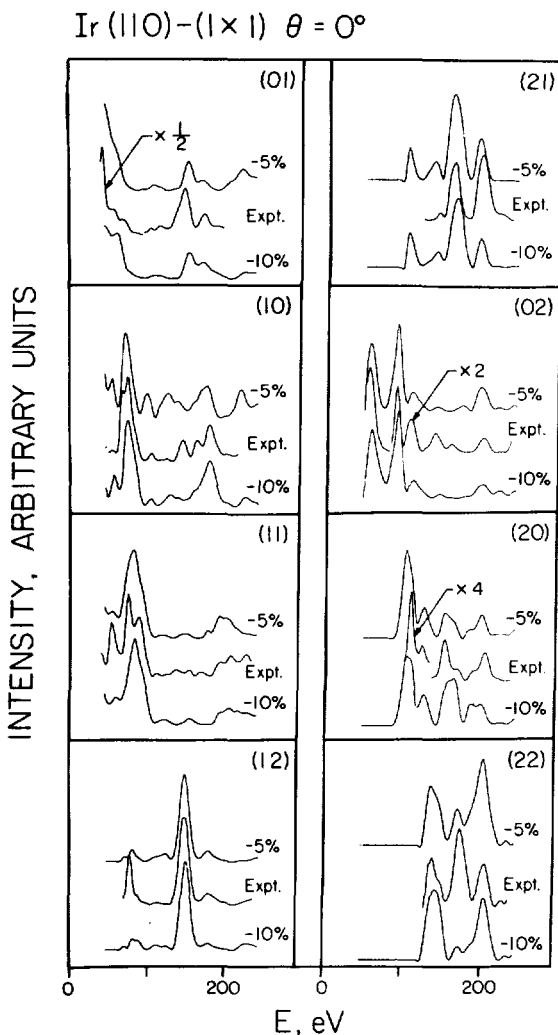 Ir (110)-(1×1) θ = 0°
INTENSITY, ARBITRARY UNITS
(01)
× 1/2
-5%
Expt.
-10%
(10)
-5%
Expt.
-10%
(11)
-5%
Expt.
-10%
(12)
-5%
Expt.
-10%
(21)
-5%
Expt.
-10%
(02)
×2
-5%
Expt.
-10%
(20)
×4
-5%
Expt.
-10%
(22)
-5%
Expt.
-10%
0 200 0 200
E, eV